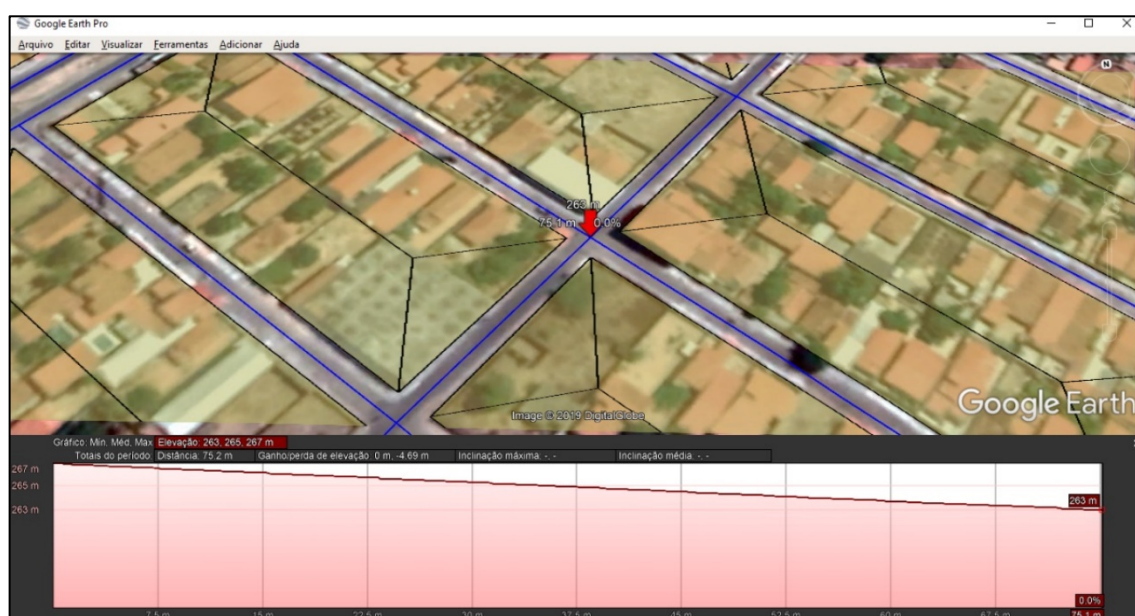 Google Earth Pro
Arquivo Editar Visualizar Ferramentas Adicionar Ajuda
N
263 m
75.1 m 0.0%
Image © 2019 DigitalGlobe
Google Earth
Gráfico: Min, Méd, Max Elevação: 263, 265, 267 m
Totais do período: Distância: 75.2 m Ganho/perda de elevação: 0 m, -4.69 m Inclinação máxima: -, - Inclinação média: -, -
267 m
265 m
263 m
263 m
0.0%
7.5 m 15 m 22.5 m 30 m 37.5 m 45 m 52.5 m 60 m 67.5 m 75.1 m